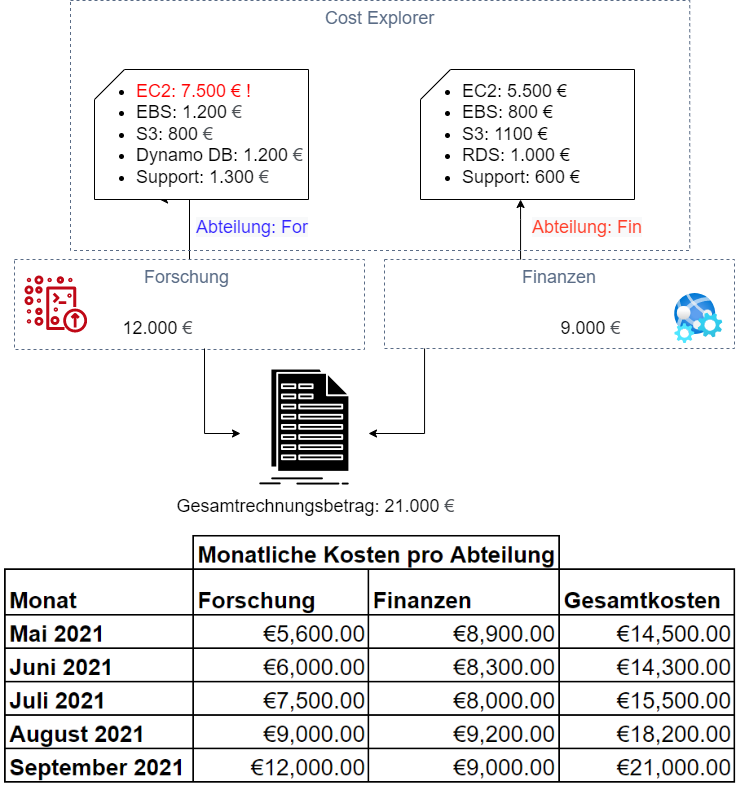 Cost Explorer
EC2: 7.500 € !
EBS: 1.200 €
S3: 800 €
Dynamo DB: 1.200 €
Support: 1.300 €
EC2: 5.500 €
EBS: 800 €
S3: 1100 €
RDS: 1.000 €
Support: 600 €
Abteilung: For
Abteilung: Fin
Forschung
12.000 €
Finanzen
9.000 €
Gesamtrechnungsbetrag: 21.000 €
Monatliche Kosten pro Abteilung
Monat Forschung Finanzen Gesamtkosten
Mai 2021 €5,600.00 €8,900.00 €14,500.00
Juni 2021 €6,000.00 €8,300.00 €14,300.00
Juli 2021 €7,500.00 €8,000.00 €15,500.00
August 2021 €9,000.00 €9,200.00 €18,200.00
September 2021 €12,000.00 €9,000.00 €21,000.00